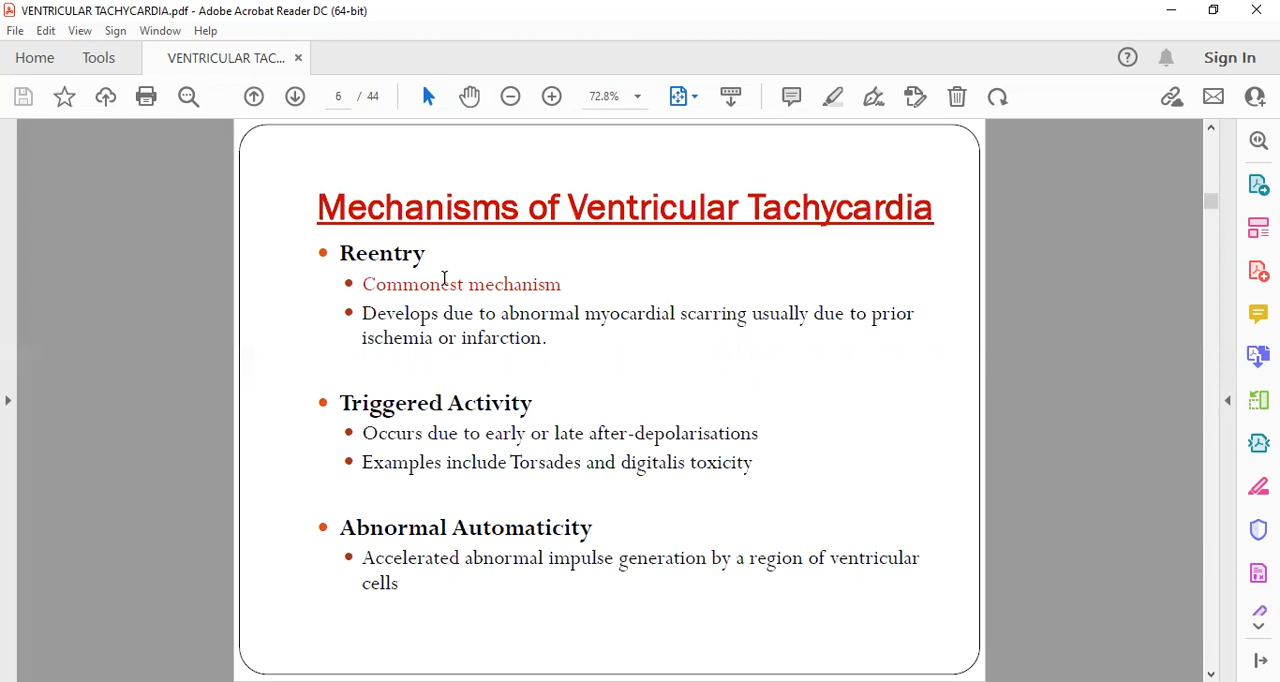 VENTRICULAR TACHYCARDIA.pdf - Adobe Acrobat Reader DC (64-bit)
File Edit View Sign Window Help
Home Tools VENTRICULAR TAC... × Sign In
6 / 44 72.8%
Mechanisms of Ventricular Tachycardia
• Reentry
• Commonest mechanism
• Develops due to abnormal myocardial scarring usually due to prior
ischemia or infarction.
• Triggered Activity
• Occurs due to early or late after-depolarisations
• Examples include Torsades and digitalis toxicity
• Abnormal Automaticity
• Accelerated abnormal impulse generation by a region of ventricular
cells